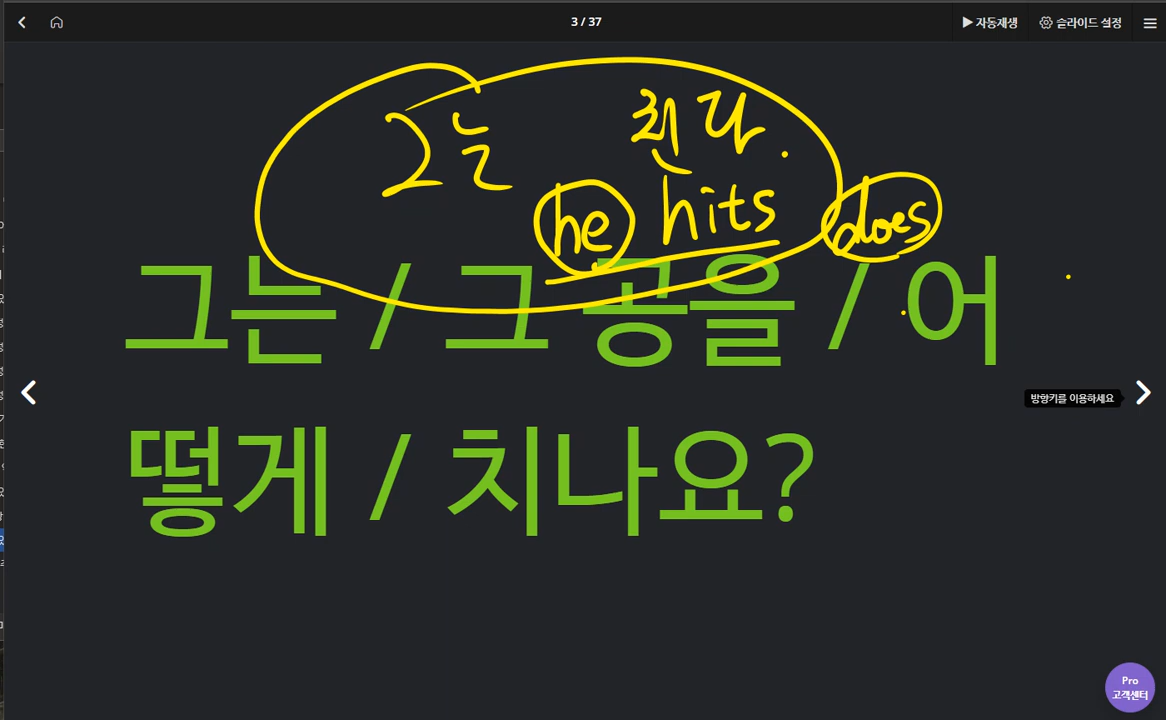 3 / 37
▶ 자동재생
슬라이드 설정
그는 친다.
he hits does
그는 / 그 공을 / 어
떻게 / 치나요?
방향키를 이용하세요
Pro
고객센터